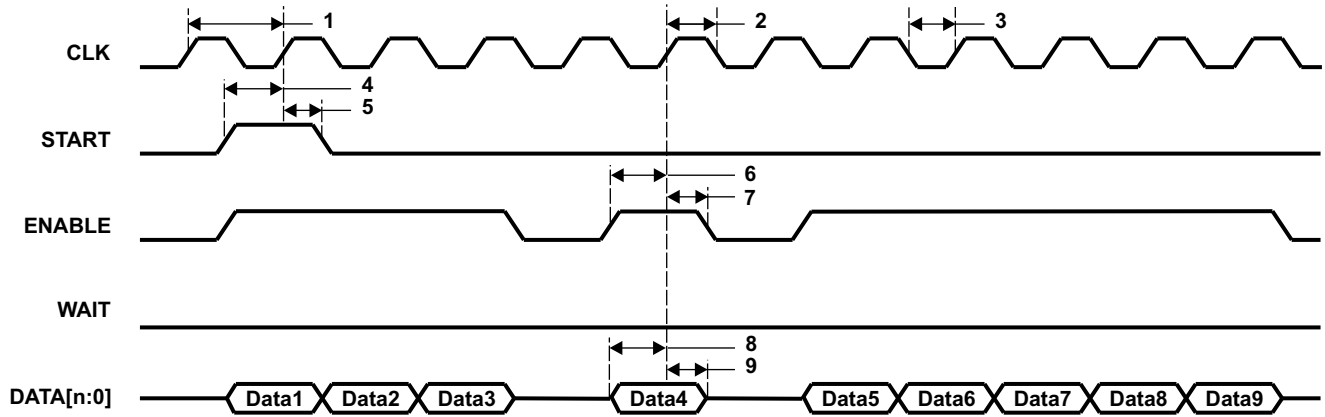 1 2 3
CLK
4
5
START
6
7
ENABLE
WAIT
8
9
DATA[n:0] Data1 Data2 Data3 Data4 Data5 Data6 Data7 Data8 Data9